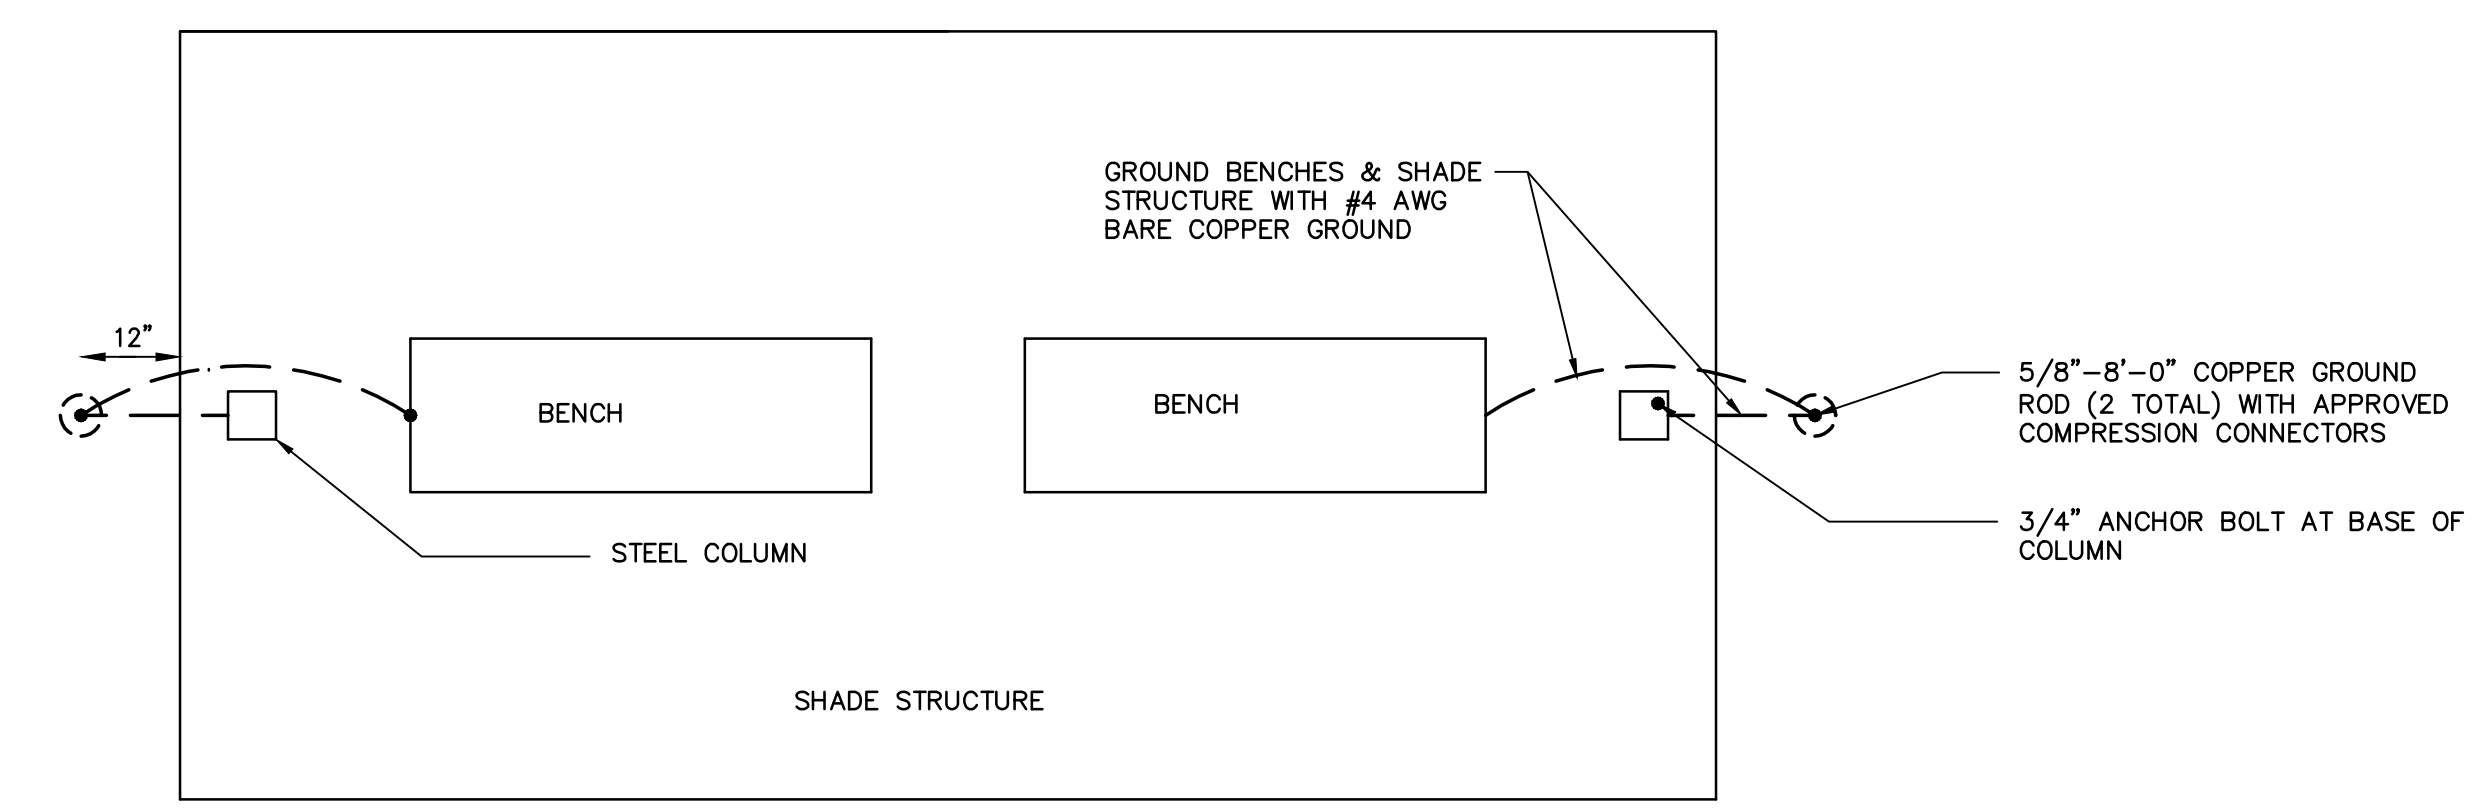 GROUND BENCHES & SHADE
STRUCTURE WITH #4 AWG
BARE COPPER GROUND
12”
5/8”-8’-0” COPPER GROUND
ROD (2 TOTAL) WITH APPROVED
COMPRESSION CONNECTORS
BENCH
BENCH
3/4” ANCHOR BOLT AT BASE OF
COLUMN
STEEL COLUMN
SHADE STRUCTURE